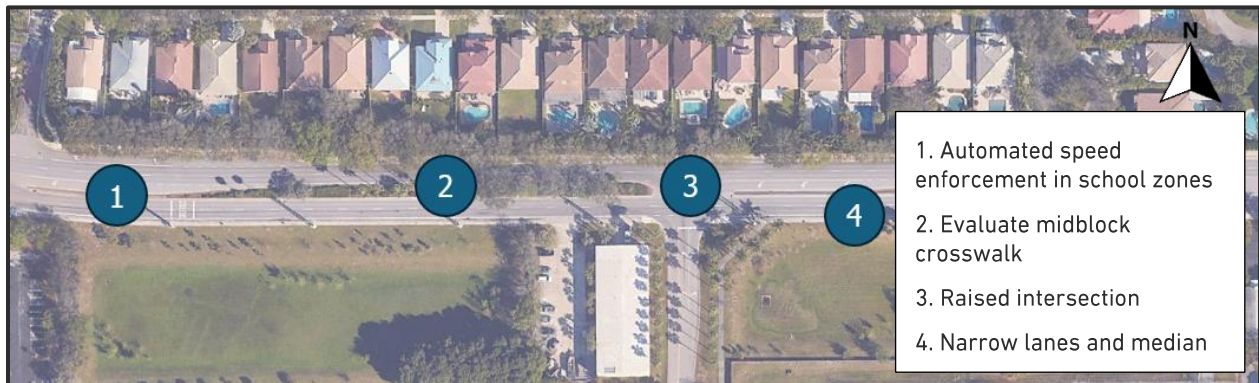 N
1
2
3
4
1. Automated speed
enforcement in school zones
2. Evaluate midblock
crosswalk
3. Raised intersection
4. Narrow lanes and median